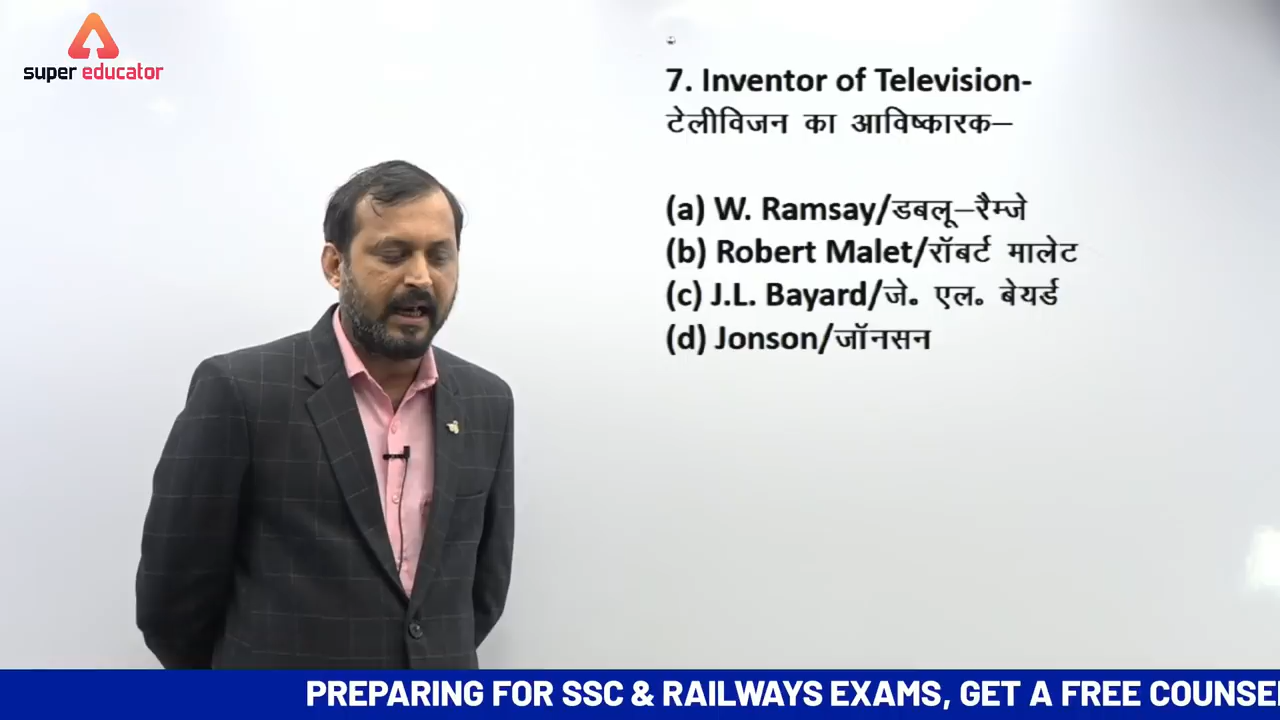 super educator
7. Inventor of Television-
टेलीविजन का आविष्कारक–
(a) W. Ramsay/डबलू–रैम्जे
(b) Robert Malet/रॉबर्ट मालेट
(c) J.L. Bayard/जे॰ एल॰ बेयर्ड
(d) Jonson/जॉनसन
PREPARING FOR SSC & RAILWAYS EXAMS, GET A FREE COUNSE